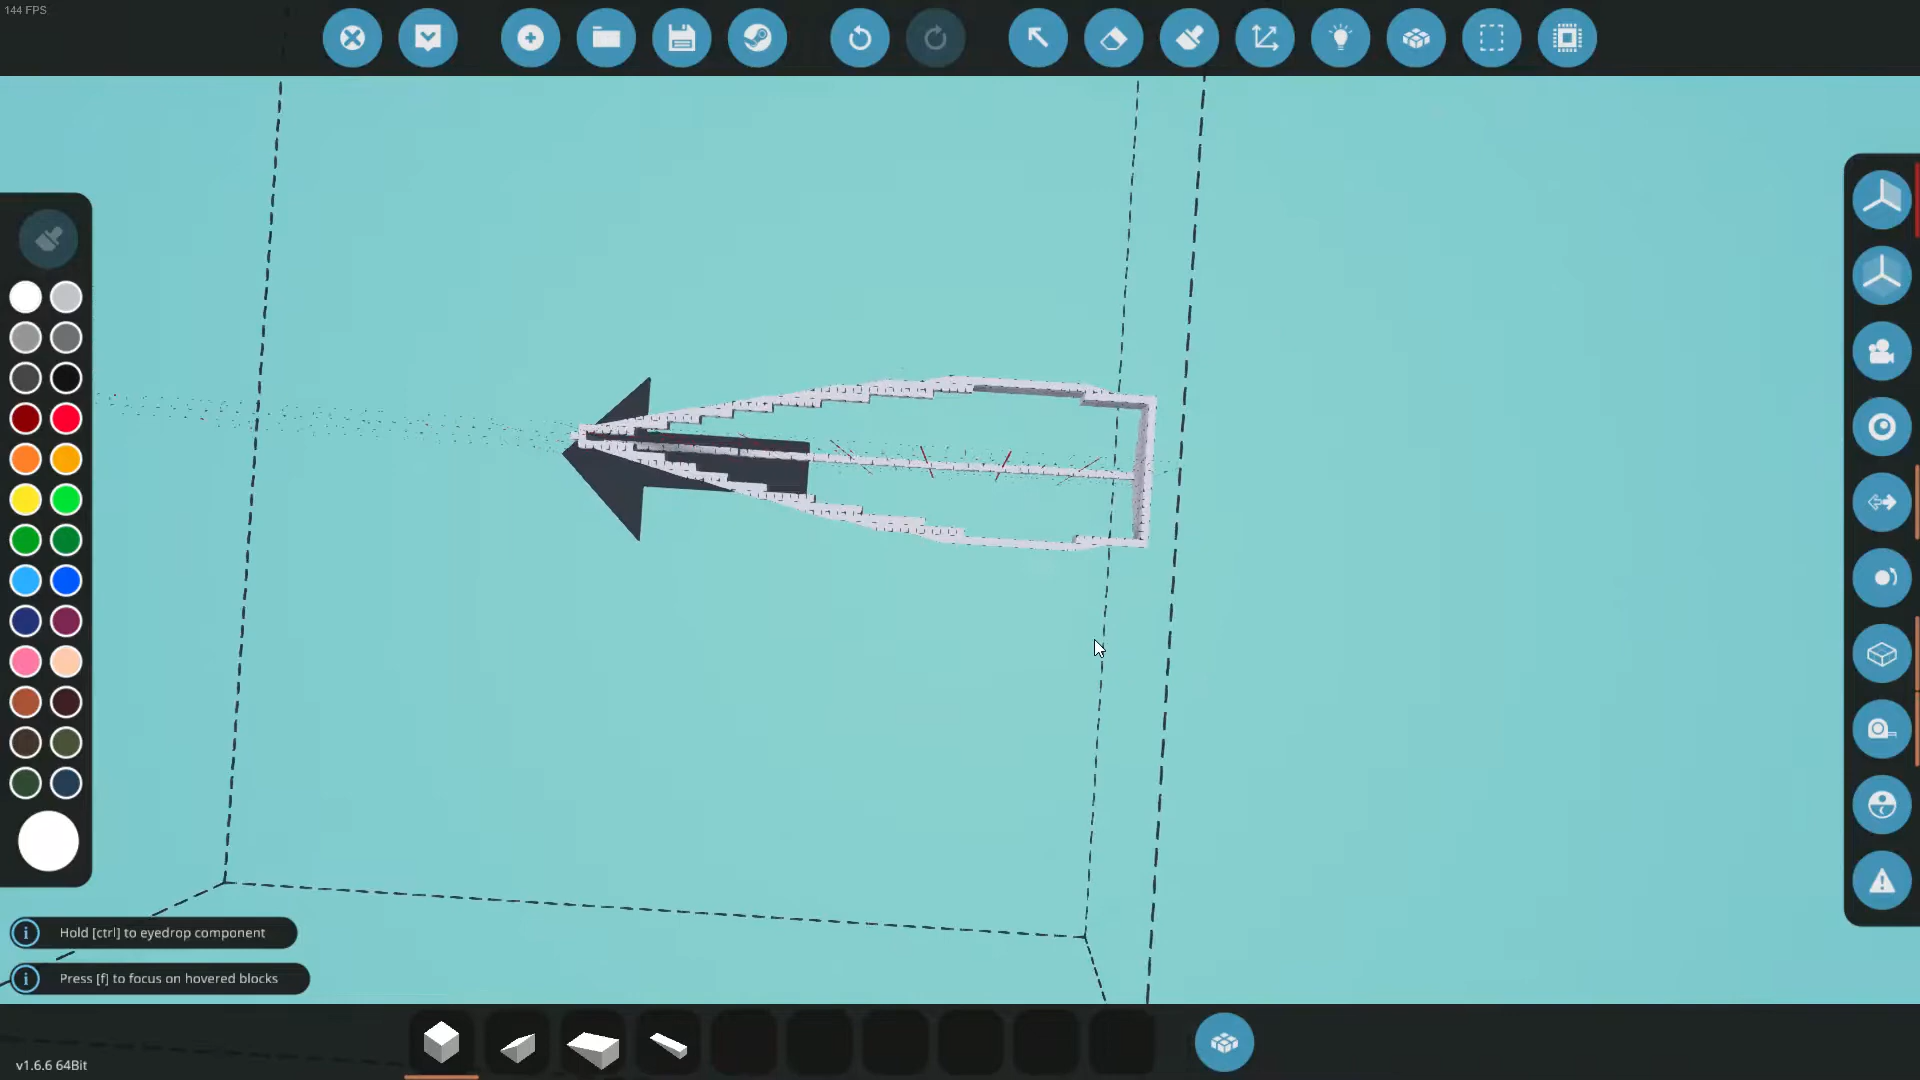 144 FPS
Hold [ctrl] to eyedrop component
Press [f] to focus on hovered blocks
v1.6.6 64Bit